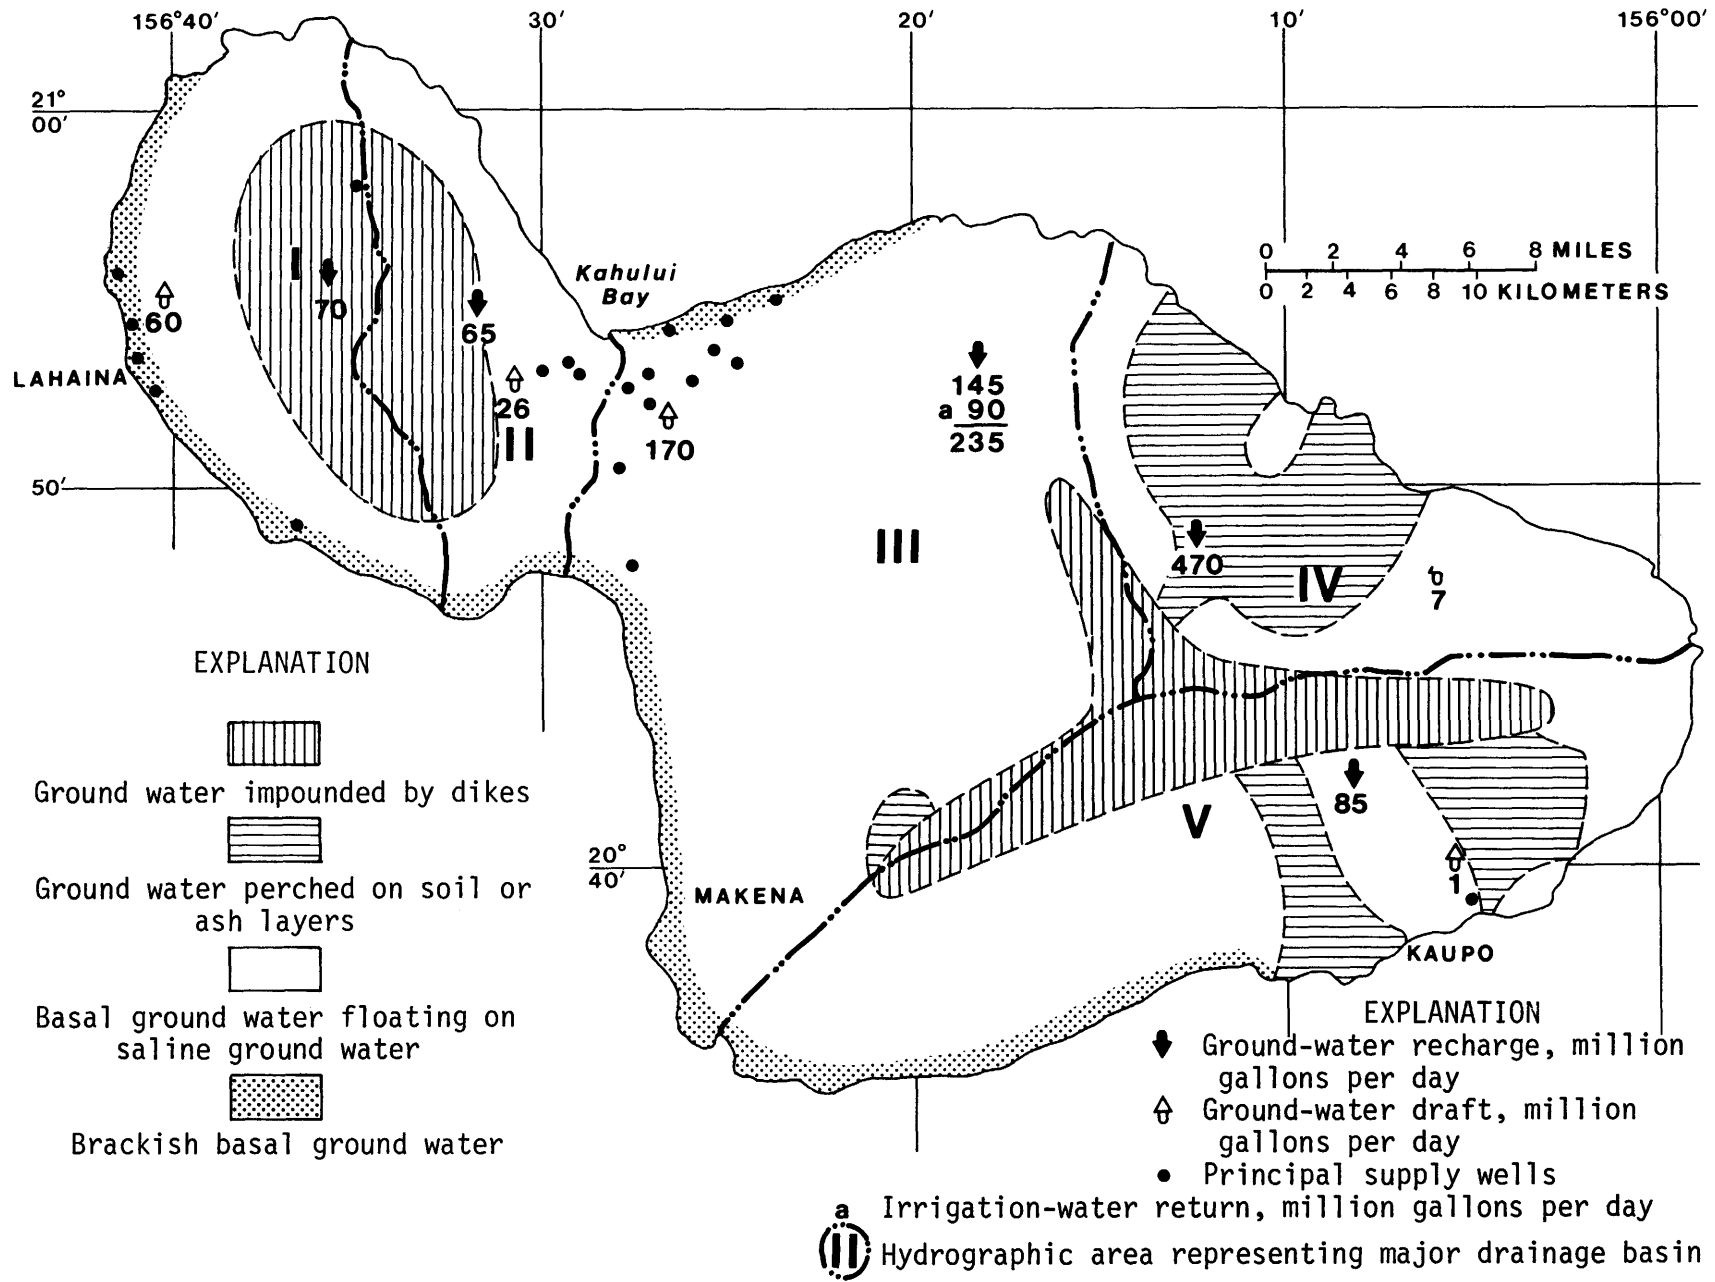 156°40′ 30′ 20′ 10′ 156°00′
21°
00′
0 2 4 6 8 MILES
0 2 4 6 8 10 KILOMETERS
Kahului
Bay
I
70
60
65
LAHAINA
26
II
170
145
a 90
235
50′
III
470
IV
7
EXPLANATION
Ground water impounded by dikes
Ground water perched on soil or
ash layers
Basal ground water floating on
saline ground water
Brackish basal ground water
V
85
20°
40′
MAKENA
1
KAUPO
EXPLANATION
Ground-water recharge, million
gallons per day
Ground-water draft, million
gallons per day
Principal supply wells
a Irrigation-water return, million gallons per day
II Hydrographic area representing major drainage basin